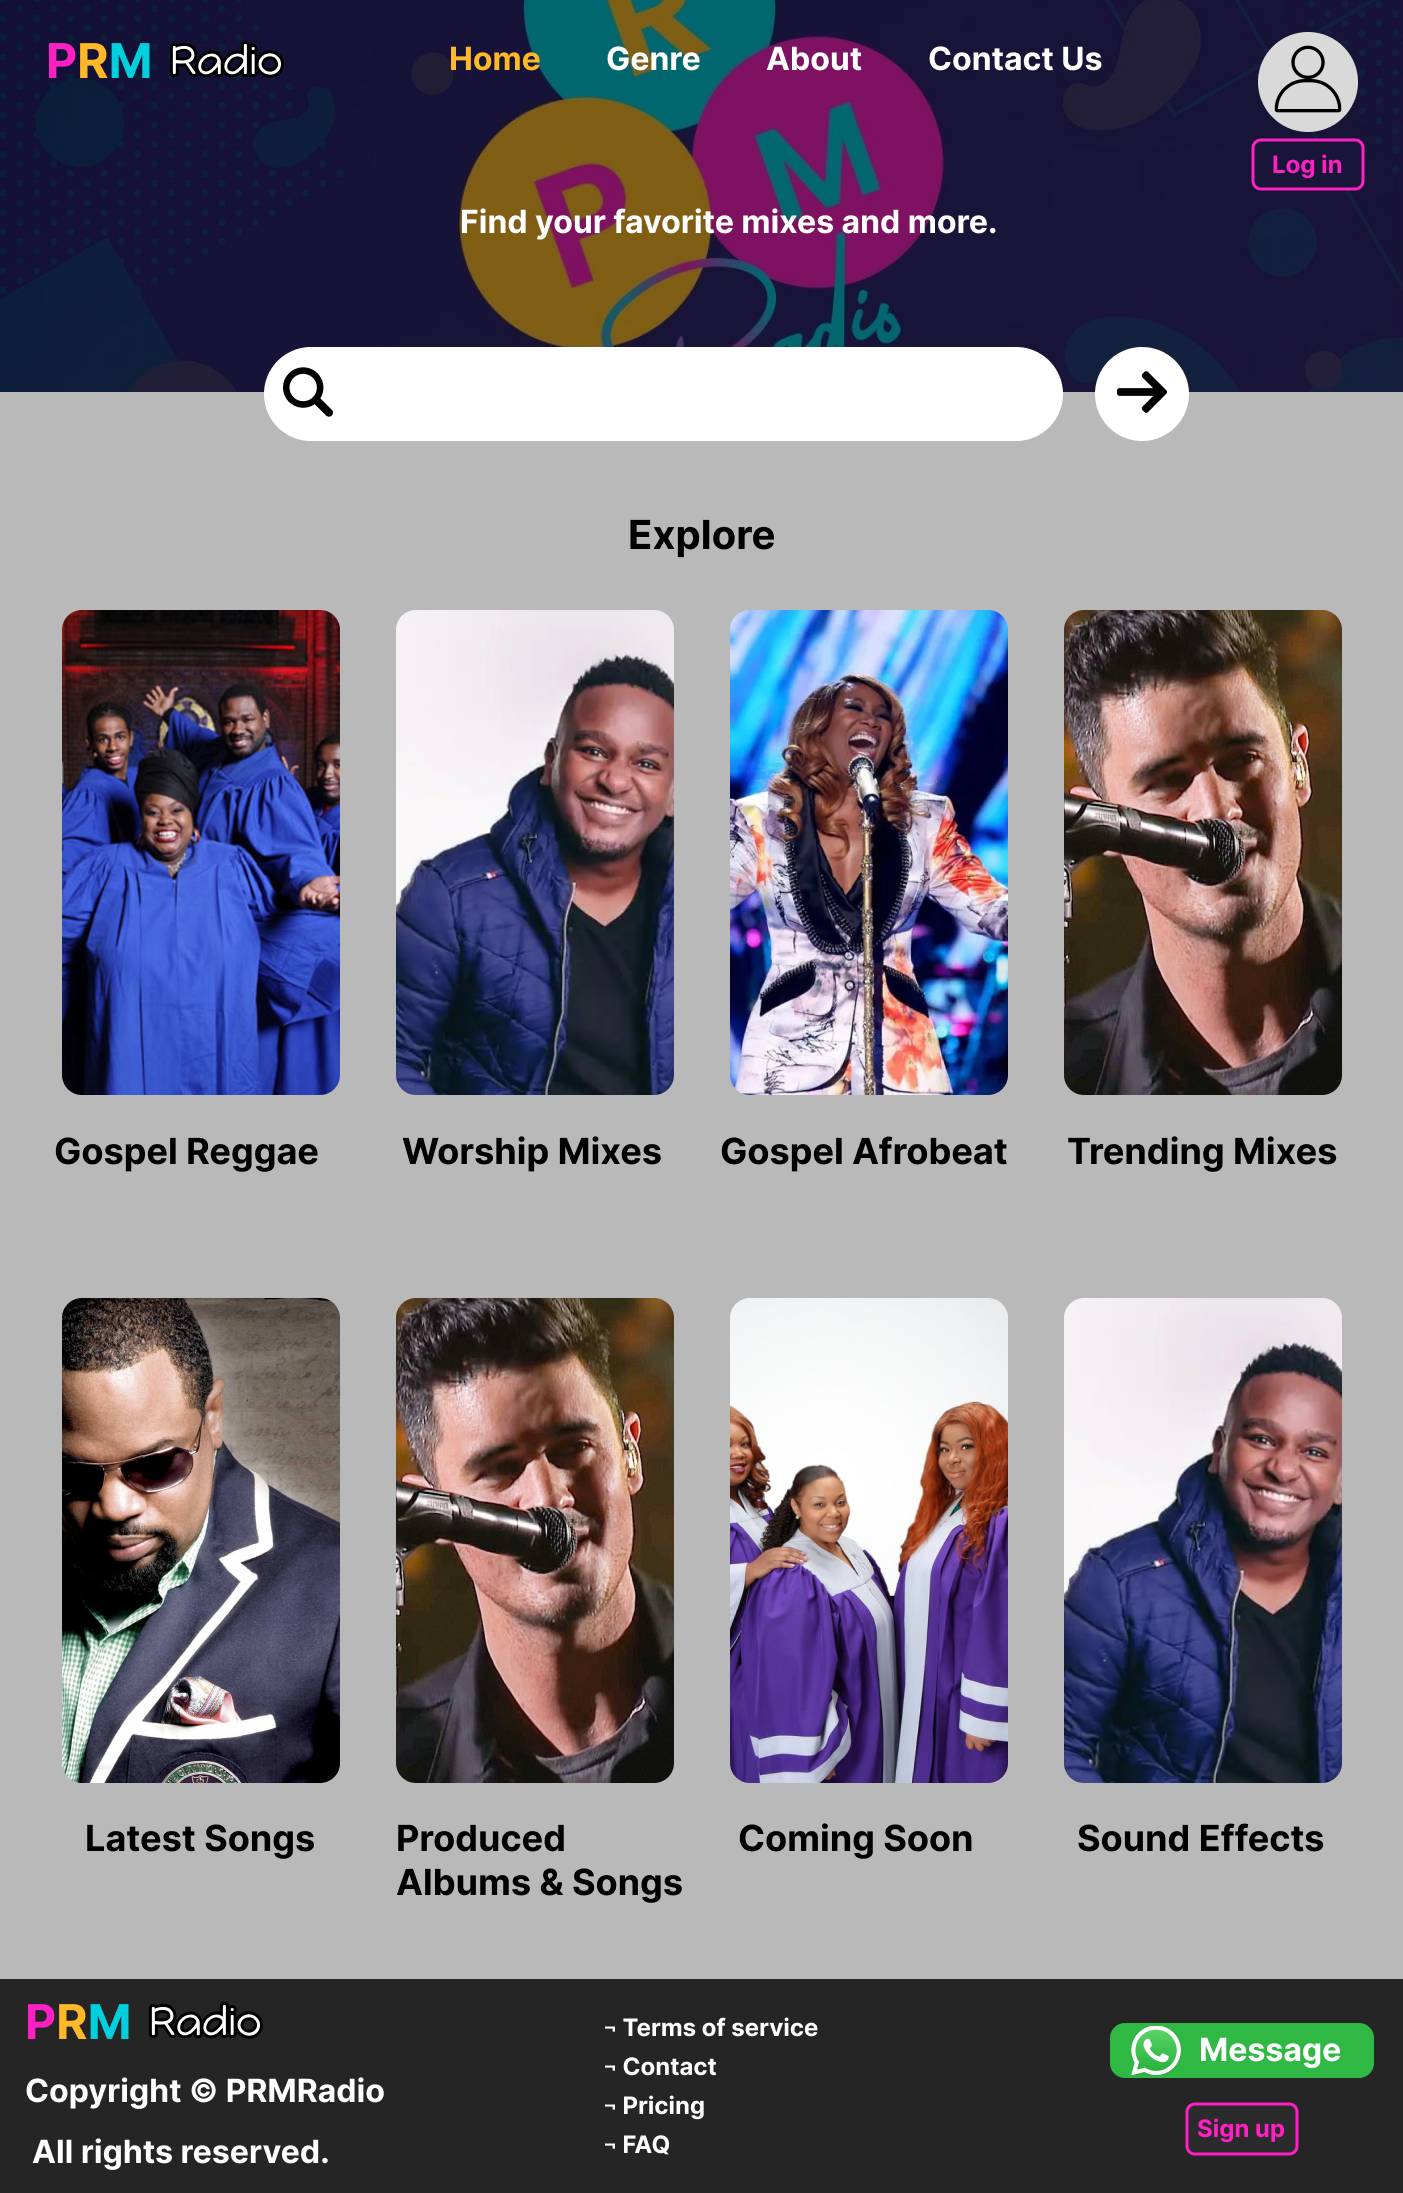 PRM Radio
Home
Genre
About
Contact Us
Log in
R
P
M
Radio
Find your favorite mixes and more.
Explore
Gospel Reggae
Worship Mixes
Gospel Afrobeat
Trending Mixes
Latest Songs
Produced
Albums & Songs
Coming Soon
Sound Effects
PRM Radio
Copyright © PRMRadio
All rights reserved.
¬ Terms of service
¬ Contact
¬ Pricing
¬ FAQ
Message
Sign up